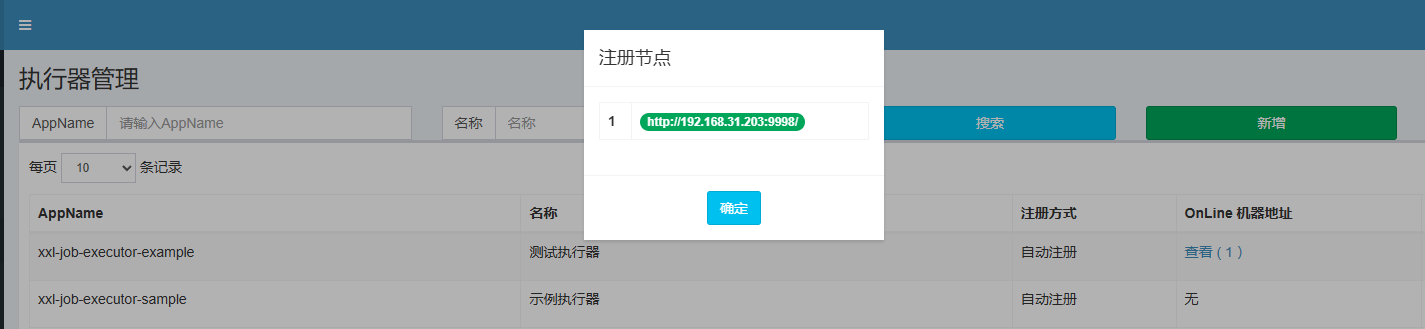 注册节点
1 http://192.168.31.203:9998/
确定
执行器管理
AppName 请输入AppName 名称 名称 搜索 新增
每页 10 条记录
AppName 名称 注册方式 OnLine 机器地址
xxl-job-executor-example 测试执行器 自动注册 查看 ( 1 )
xxl-job-executor-sample 示例执行器 自动注册 无